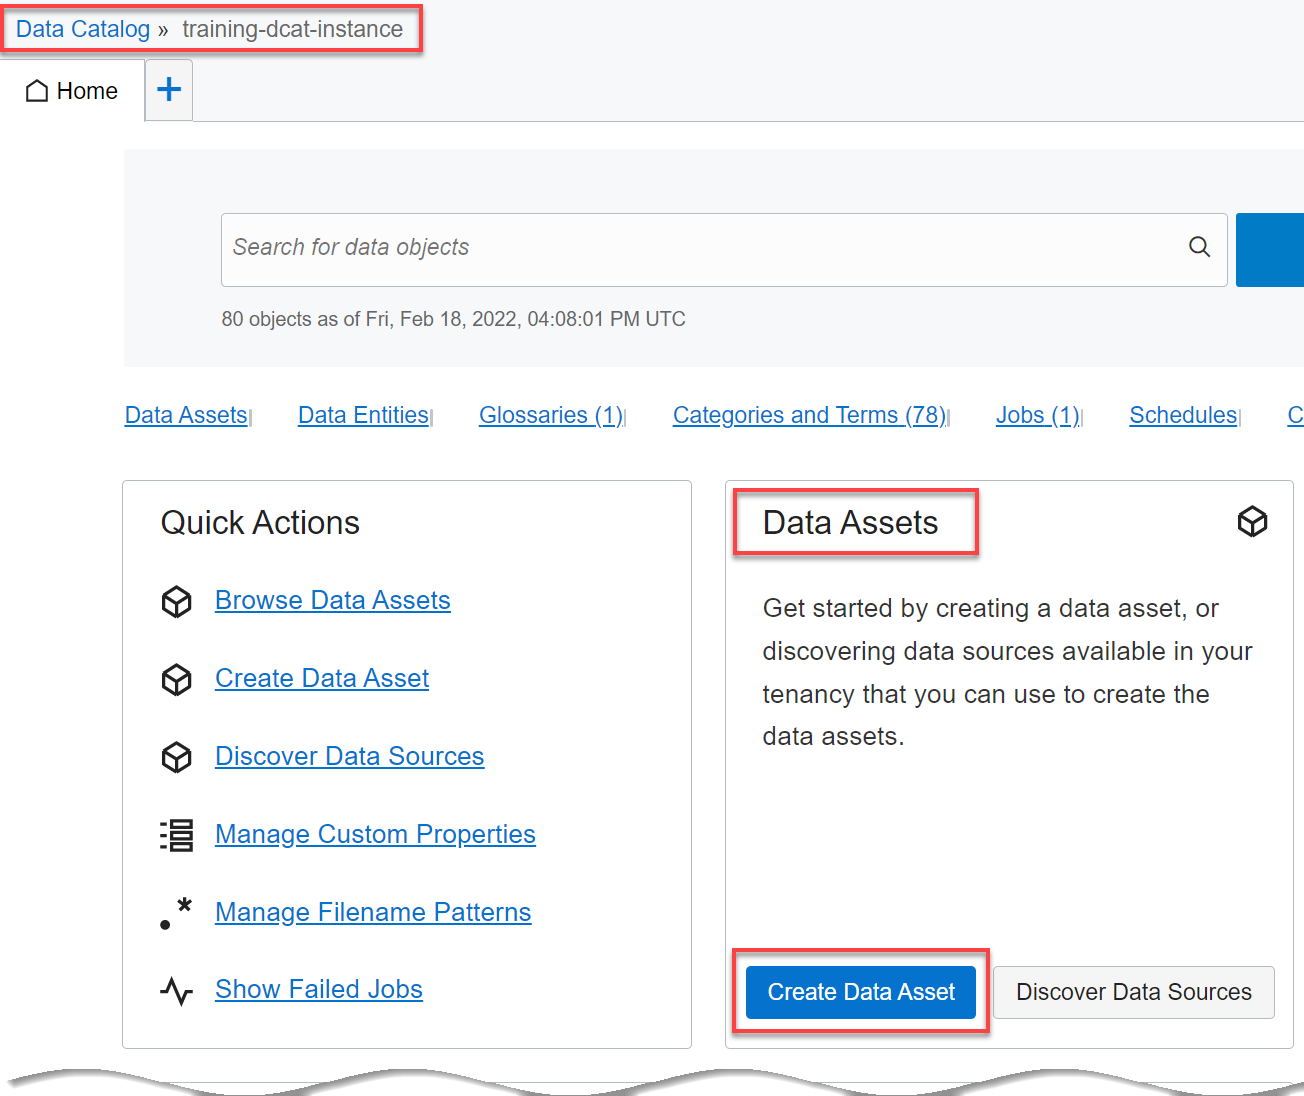 Data Catalog » training-dcat-instance
Home
+
Search for data objects
80 objects as of Fri, Feb 18, 2022, 04:08:01 PM UTC
Data Assets Data Entities Glossaries (1) Categories and Terms (78) Jobs (1) Schedules C
Quick Actions
Browse Data Assets
Create Data Asset
Discover Data Sources
Manage Custom Properties
Manage Filename Patterns
Show Failed Jobs
Data Assets
Get started by creating a data asset, or
discovering data sources available in your
tenancy that you can use to create the
data assets.
Create Data Asset
Discover Data Sources